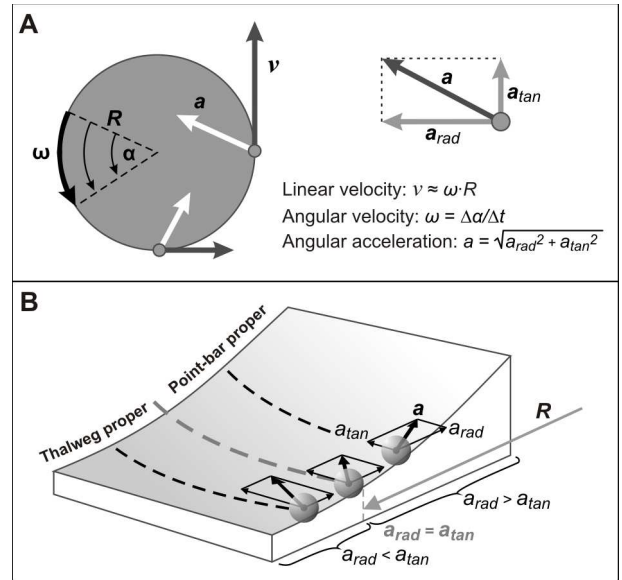 A
v
a
R
ω
α
a
a_tan
a_rad
Linear velocity: v ≈ ω·R
Angular velocity: ω = Δα/Δt
Angular acceleration: a = √a_rad² + a_tan²
B
Point-bar proper
Thalweg proper
a
a_tan
a_rad
R
a_rad > a_tan
a_rad = a_tan
a_rad < a_tan